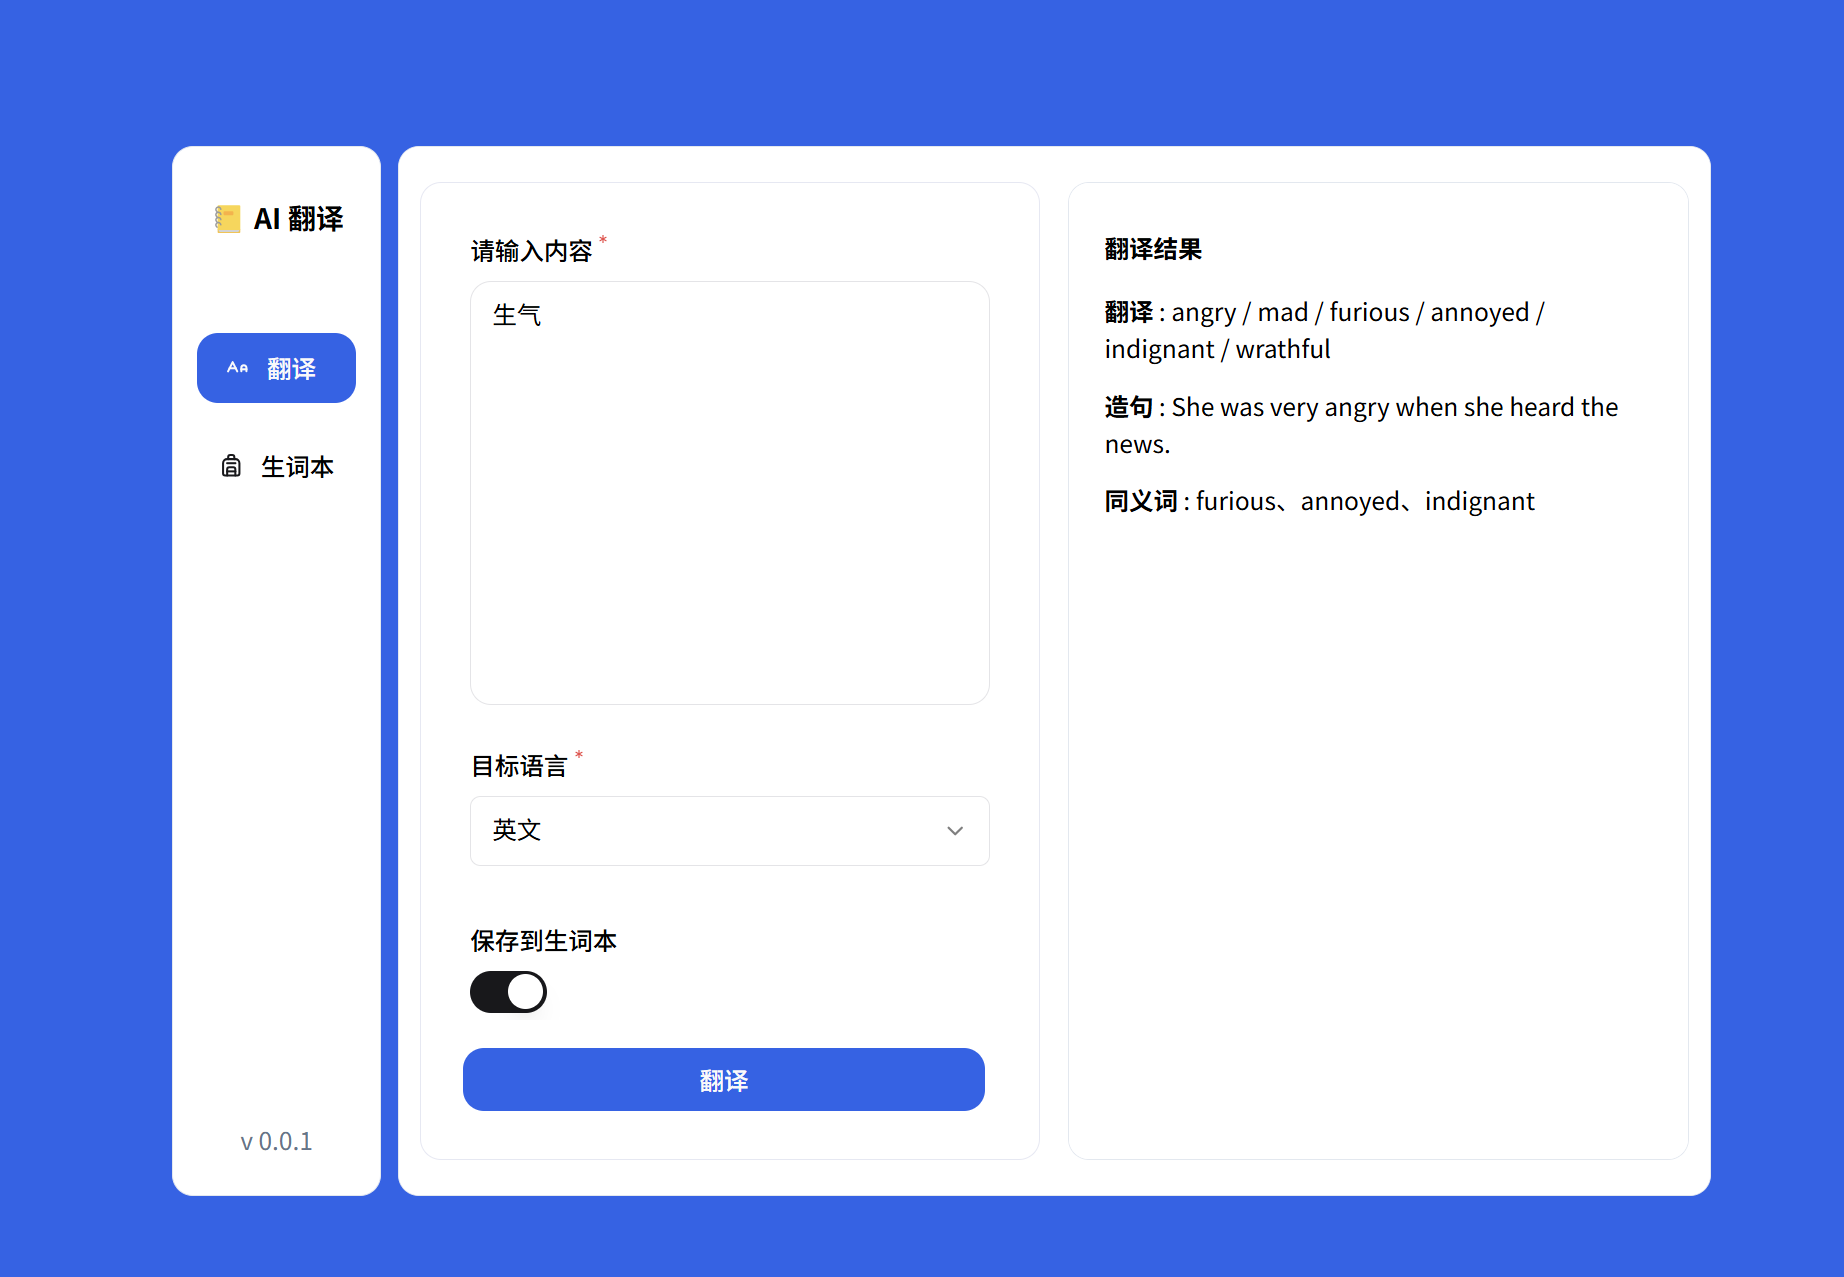 AI 翻译
翻译
生词本
v 0.0.1
请输入内容 *
生气
目标语言 *
英文
保存到生词本
翻译
翻译结果
翻译 : angry / mad / furious / annoyed /
indignant / wrathful
造句 : She was very angry when she heard the
news.
同义词 : furious、annoyed、indignant